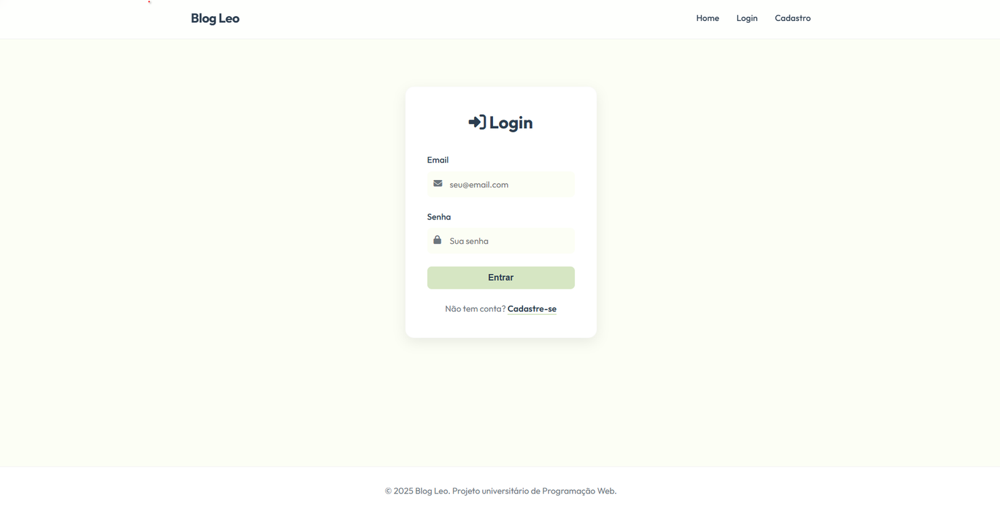 Blog Leo
Home Login Cadastro
Login
Email
seu@email.com
Senha
Sua senha
Entrar
Não tem conta? Cadastre-se
© 2025 Blog Leo. Projeto universitário de Programação Web.